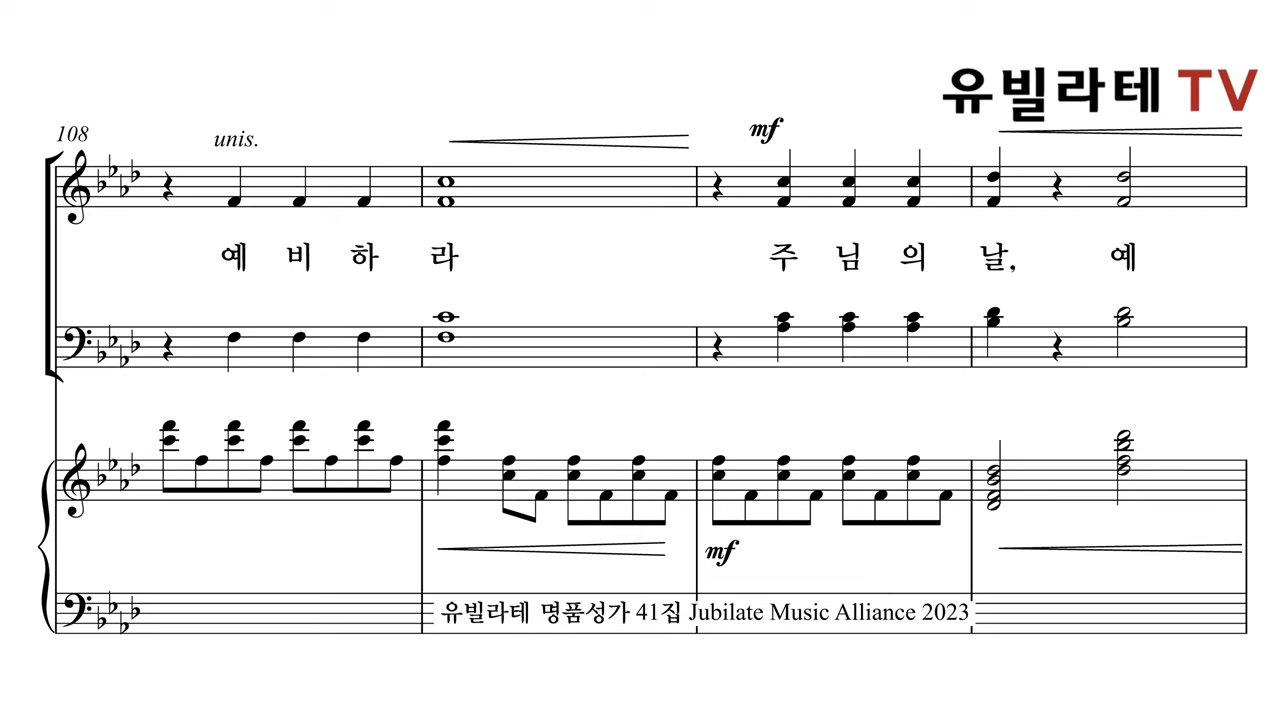 유빌라테 TV
108
unis.
mf
예 비 하 라 주 님 의 날, 예
mf
유빌라테 명품성가 41집 Jubilate Music Alliance 2023